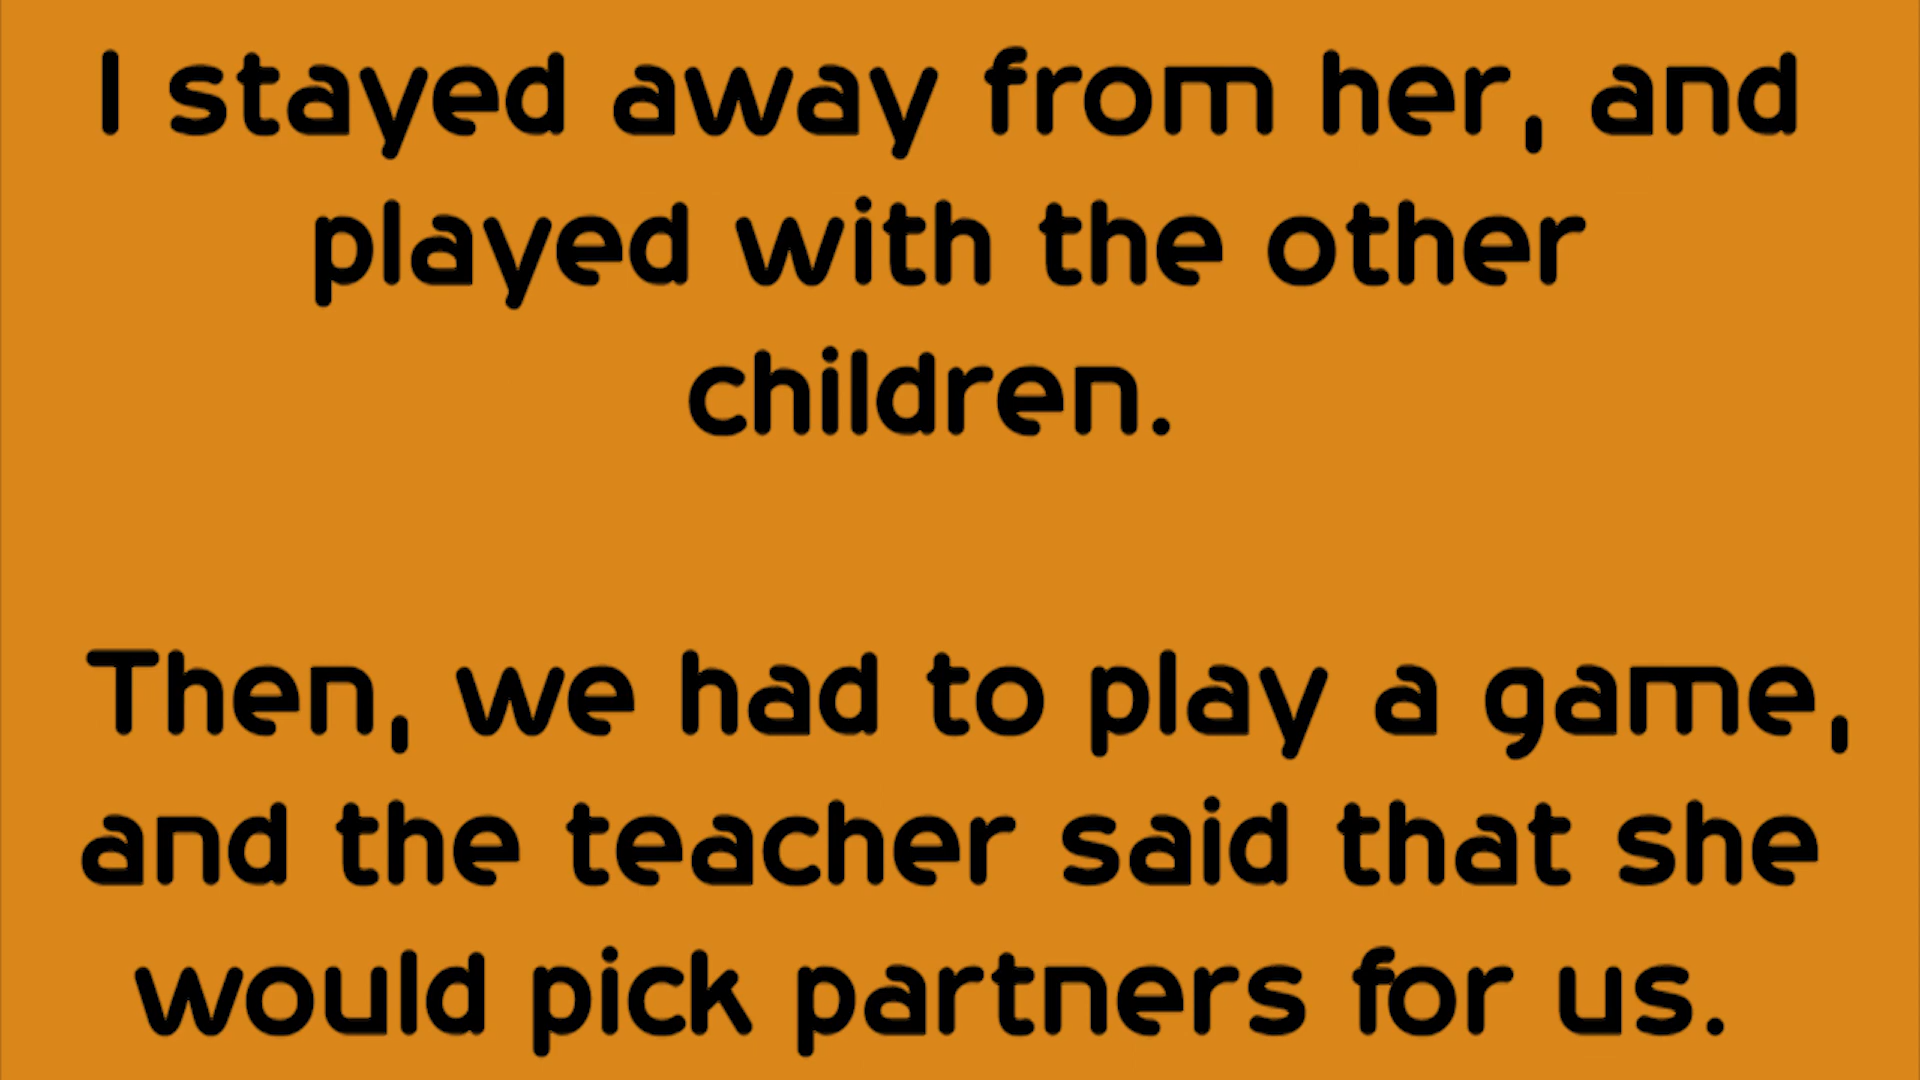 I stayed away from her, and
played with the other
children.
Then, we had to play a game,
and the teacher said that she
would pick partners for us.